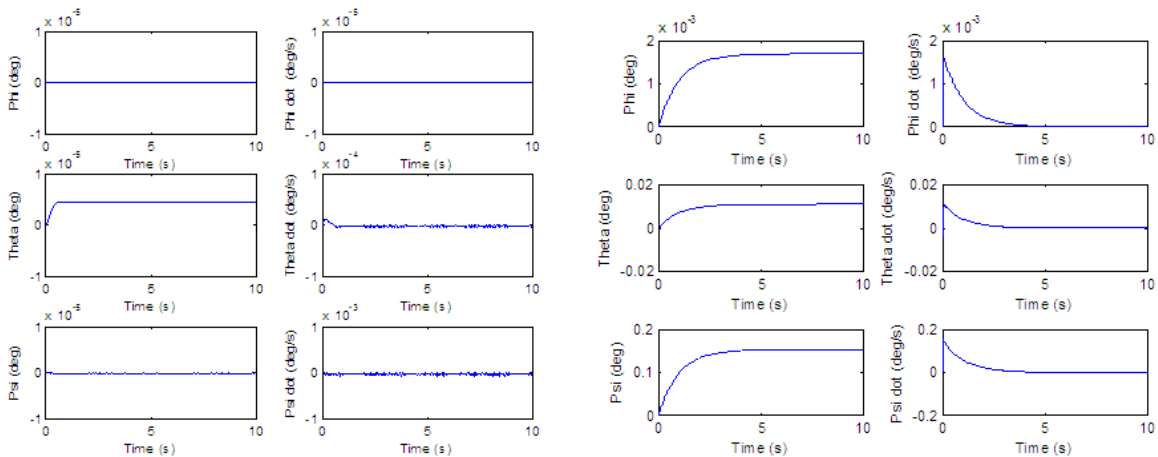 x 10⁻⁵
1
0
-1
0 5 10
Phi (deg)
Time (s)
x 10⁻⁵
1
0
-1
0 5 10
Phi dot (deg/s)
Time (s)
x 10⁻⁵
1
0
-1
0 5 10
Theta (deg)
Time (s)
x 10⁻⁴
1
0
-1
0 5 10
Theta dot (deg/s)
Time (s)
x 10⁻⁵
1
0
-1
0 5 10
Psi (deg)
Time (s)
x 10⁻³
1
0
-1
0 5 10
Psi dot (deg/s)
Time (s)
x 10⁻³
2
1
0
0 5 10
Phi (deg)
Time (s)
x 10⁻³
2
1
0
0 5 10
Phi dot (deg/s)
Time (s)
0.02
0
-0.02
0 5 10
Theta (deg)
Time (s)
0.02
0
-0.02
0 5 10
Theta dot (deg/s)
Time (s)
0.2
0.1
0
0 5 10
Psi (deg)
Time (s)
0.2
0
-0.2
0 5 10
Psi dot (deg/s)
Time (s)